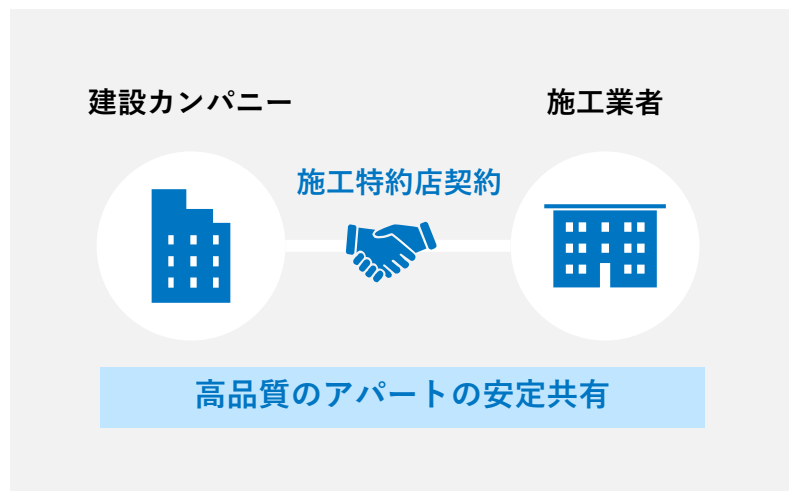 建設カンパニー
施工業者
施工特約店契約
高品質のアパートの安定共有